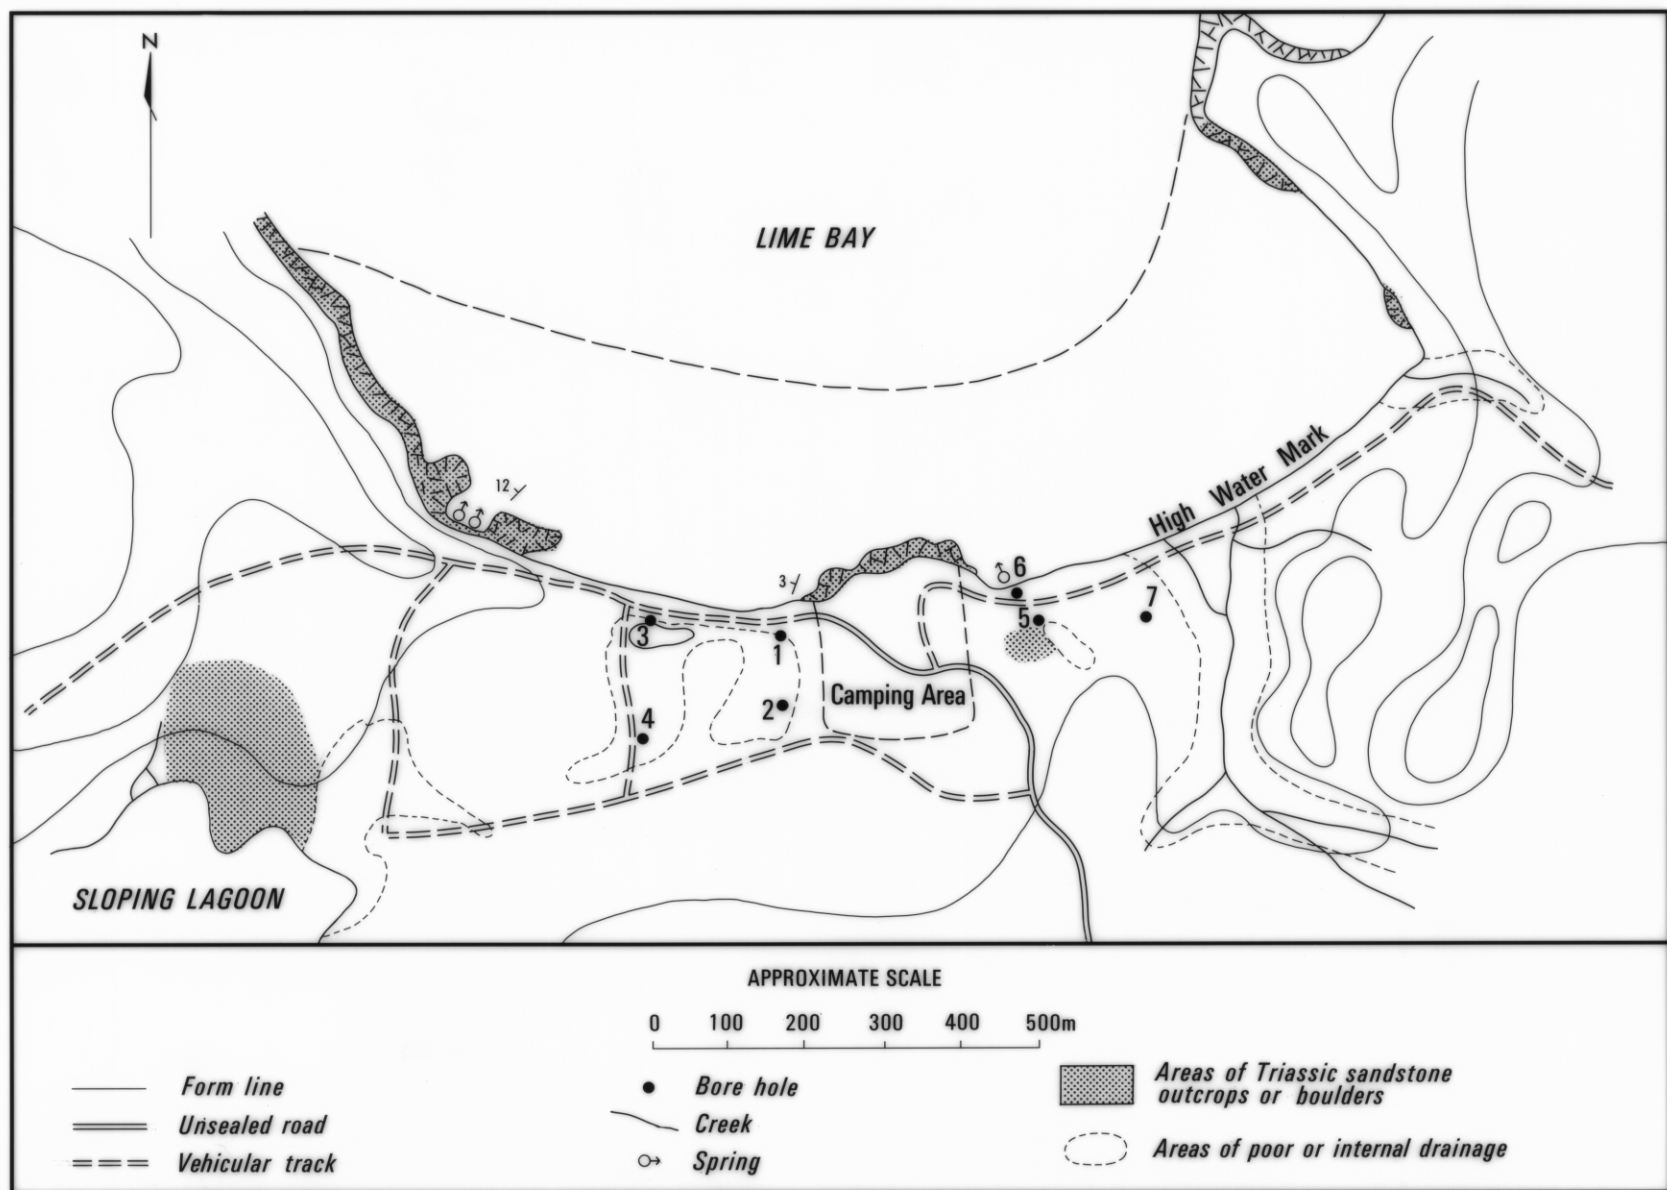 N
LIME BAY
12
High Water Mark
3
6
5
7
3
1
2
4
Camping Area
SLOPING LAGOON
APPROXIMATE SCALE
0 100 200 300 400 500m
Form line
Unsealed road
Vehicular track
Bore hole
Creek
Spring
Areas of Triassic sandstone
outcrops or boulders
Areas of poor or internal drainage